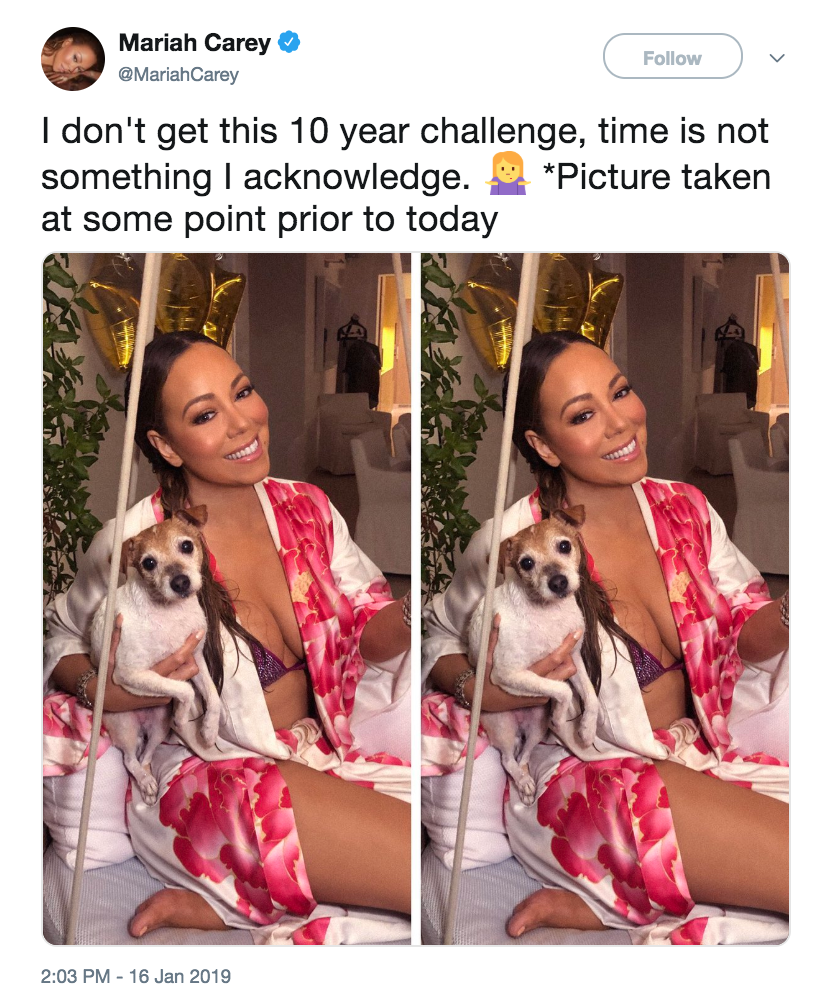 Mariah Carey
@MariahCarey
Follow
I don't get this 10 year challenge, time is not
something I acknowledge. 🤷‍♀️ *Picture taken
at some point prior to today
2:03 PM - 16 Jan 2019